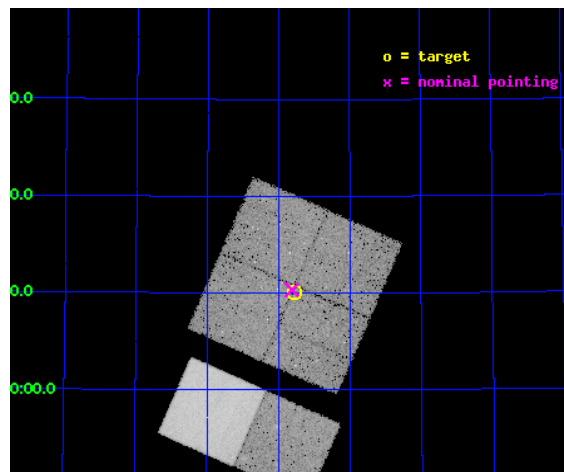 o = target
x = nominal pointing
0.0
0.0
0.0
0:00.0